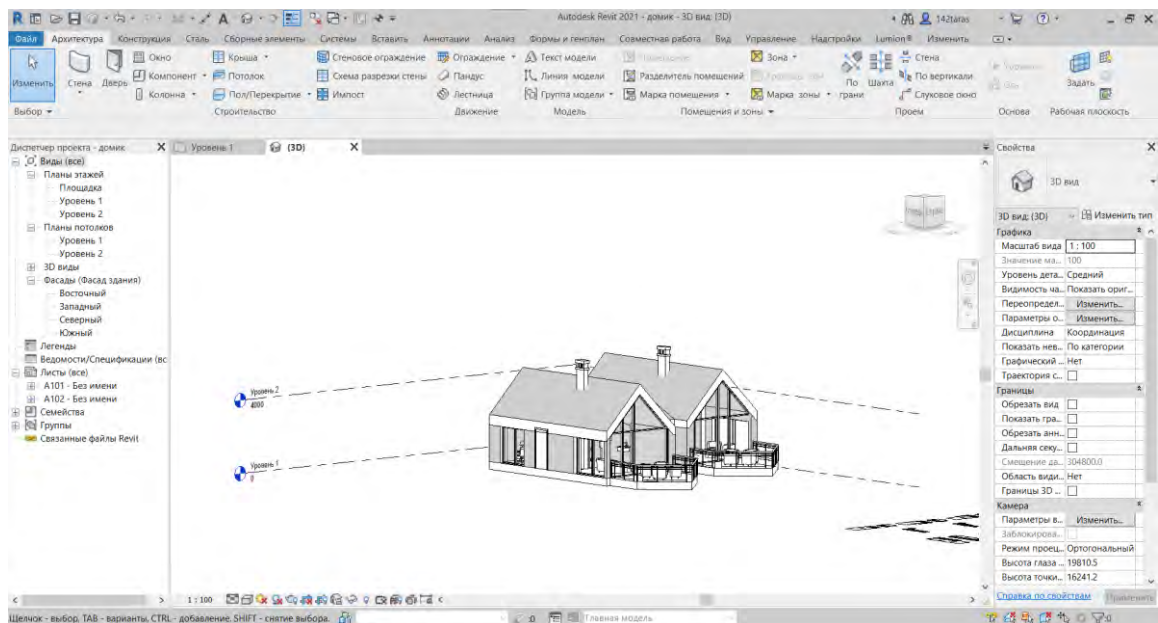 Autodesk Revit 2021 - домик - 3D вид: {3D}
142taras
Файл Архитектура Конструкция Сталь Сборные элементы Системы Вставить Аннотации Анализ Формы и генплан Совместная работа Вид Управление Надстройки Lumion® Изменить
Изменить
Стена
Дверь
Окно
Компонент
Колонна
Крыша
Потолок
Пол/Перекрытие
Стеновое ограждение
Схема разрезки стены
Импост
Ограждение
Пандус
Лестница
Текст модели
Линия модели
Группа модели
Разделитель помещений
Марка помещения
Зона
Марка зоны
По грани
Шахта
Стена
По вертикали
Слуховое окно
Задать
Выбор
Строительство
Движение
Модель
Помещения и зоны
Проем
Основа
Рабочая плоскость
Диспетчер проекта - домик
Виды (все)
Планы этажей
Площадка
Уровень 1
Уровень 2
Планы потолков
Уровень 1
Уровень 2
3D виды
Фасады (Фасад здания)
Восточный
Западный
Северный
Южный
Легенды
Ведомости/Спецификации (вс
Листы (все)
A101 - Без имени
A102 - Без имени
Семейства
Группы
Связанные файлы Revit
Уровень 1
{3D}
Уровень 2
4000
Уровень 1
0
Свойства
3D вид
3D вид: {3D} Изменить тип
Графика
Масштаб вида 1 : 100
Значение ма... 100
Уровень дета... Средний
Видимость ча... Показать ориг...
Переопредел... Изменить...
Параметры о... Изменить...
Дисциплина Координация
Показать нев... По категории
Графический ... Нет
Траектория с...
Границы
Обрезать вид
Показать гра...
Обрезать анн...
Дальняя секу...
Смещение да... 304800.0
Область види... Нет
Границы 3D ...
Камера
Параметры в... Изменить...
Заблокирова...
Режим проец... Ортогональный
Высота глаза ... 19810.5
Высота точки... 16241.2
Справка по свойствам Применить
1 : 100
Щелчок - выбор, TAB - варианты, CTRL - добавление, SHIFT - снятие выбора.
:0
Главная модель
:0